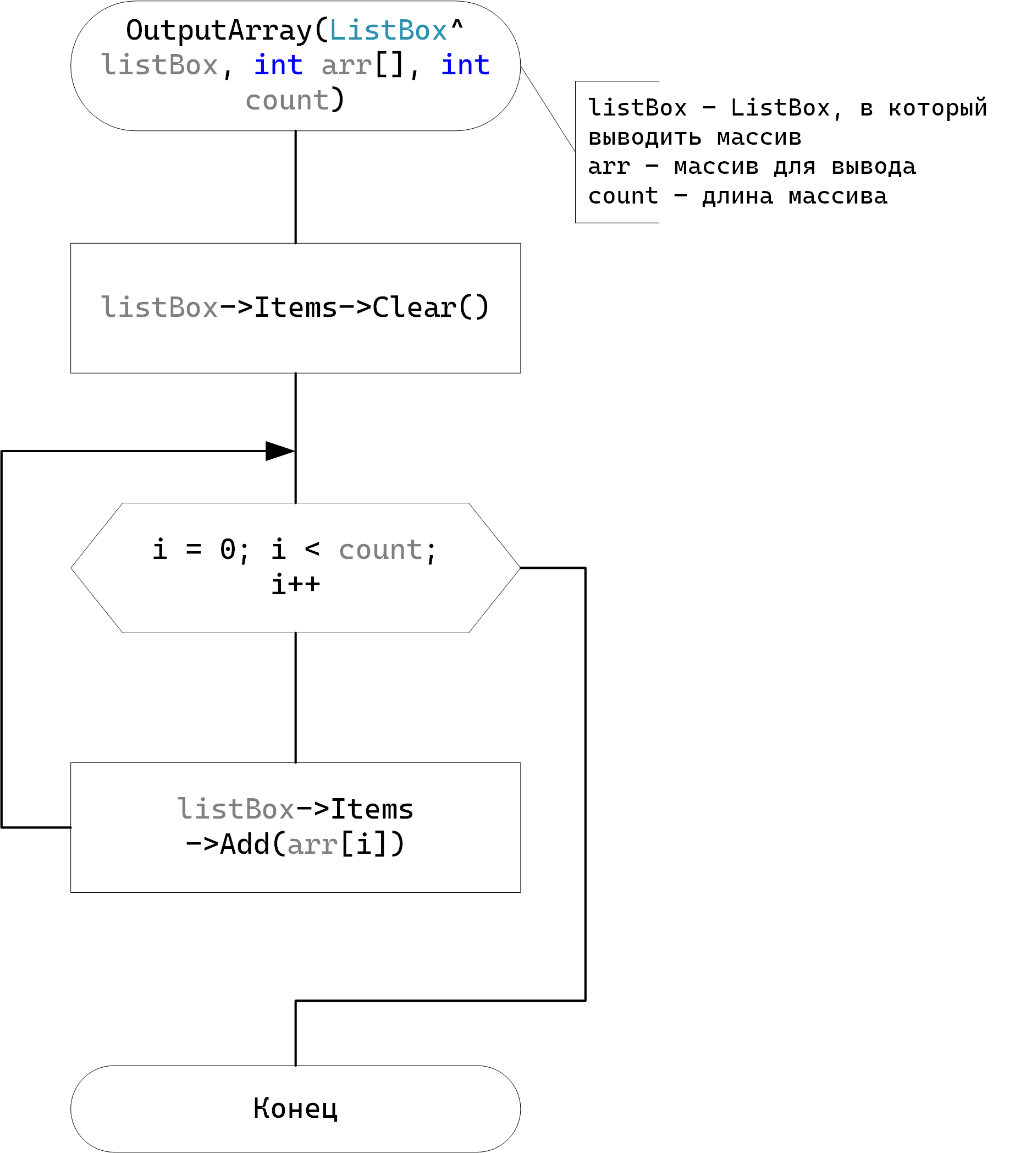 OutputArray(ListBox^
listBox, int arr[], int
count)
listBox – ListBox, в который
выводить массив
arr – массив для вывода
count – длина массива
listBox->Items->Clear()
i = 0; i < count;
i++
listBox->Items
->Add(arr[i])
Конец